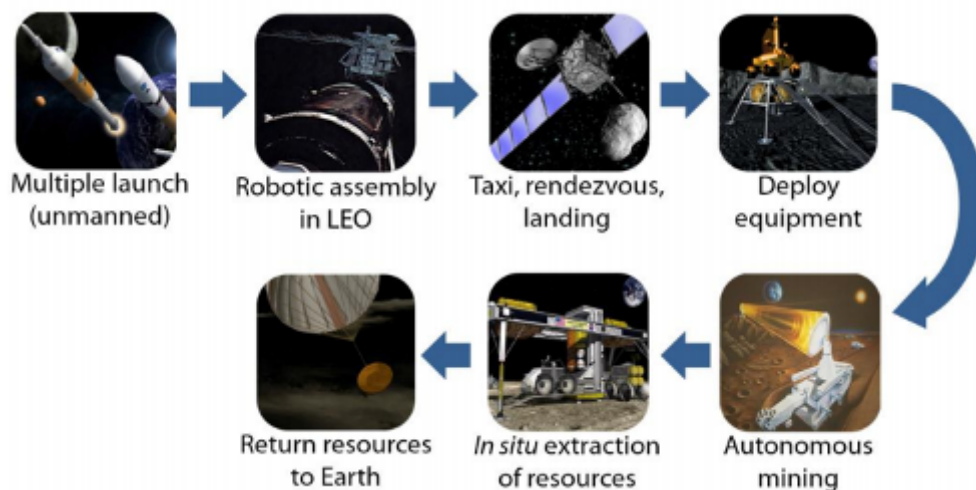 Multiple launch
(unmanned)
Robotic assembly
in LEO
Taxi, rendezvous,
landing
Deploy
equipment
Return resources
to Earth
In situ extraction
of resources
Autonomous
mining